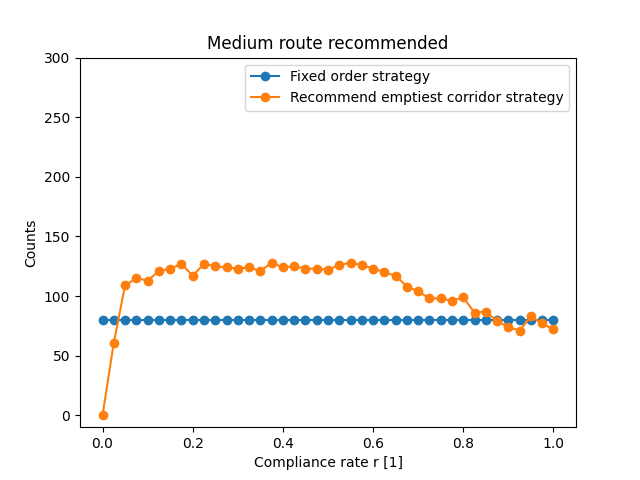 Medium route recommended
Fixed order strategy
Recommend emptiest corridor strategy
Counts
300
250
200
150
100
50
0
0.0 0.2 0.4 0.6 0.8 1.0
Compliance rate r [1]